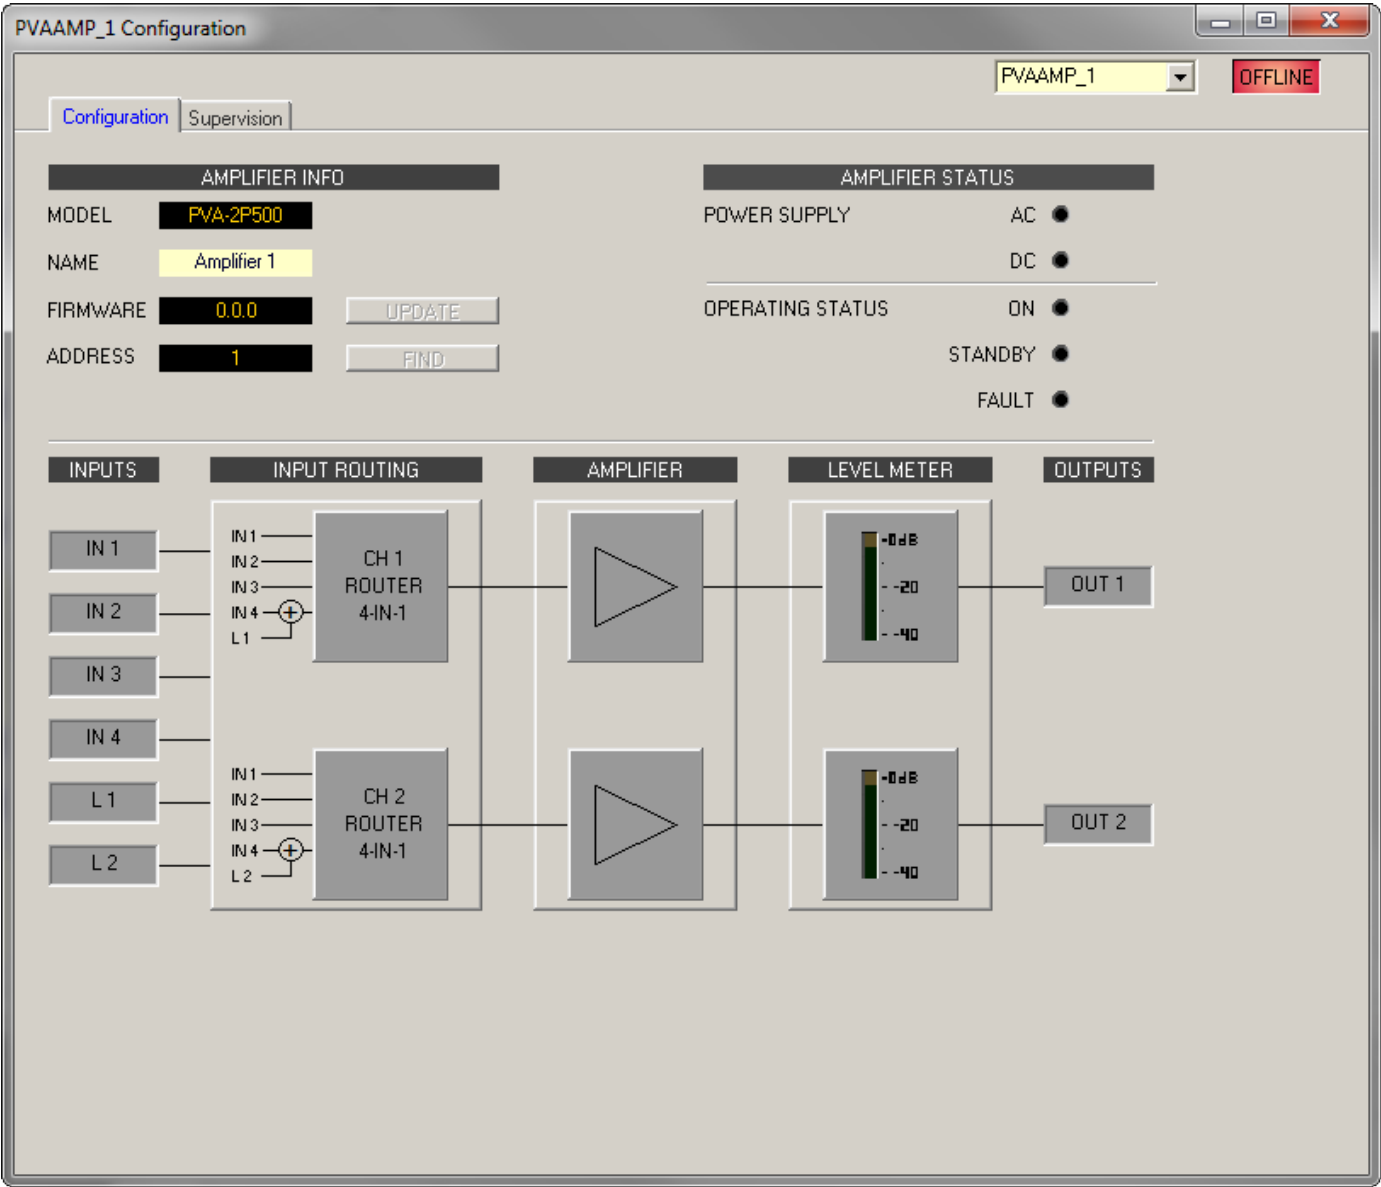 PVAAMP_1 Configuration
PVAAMP_1
OFFLINE
Configuration
Supervision
AMPLIFIER INFO
MODEL PVA-2P500
NAME Amplifier 1
FIRMWARE 0.0.0 UPDATE
ADDRESS 1 FIND
AMPLIFIER STATUS
POWER SUPPLY AC
DC
OPERATING STATUS ON
STANDBY
FAULT
INPUTS
INPUT ROUTING
AMPLIFIER
LEVEL METER
OUTPUTS
IN 1
IN 2
IN 3
IN 4
L 1
L 2
IN 1
IN 2
IN 3
IN 4
L 1
CH 1
ROUTER
4-IN-1
-0dB
-20
-40
OUT 1
IN 1
IN 2
IN 3
IN 4
L 2
CH 2
ROUTER
4-IN-1
-0dB
-20
-40
OUT 2